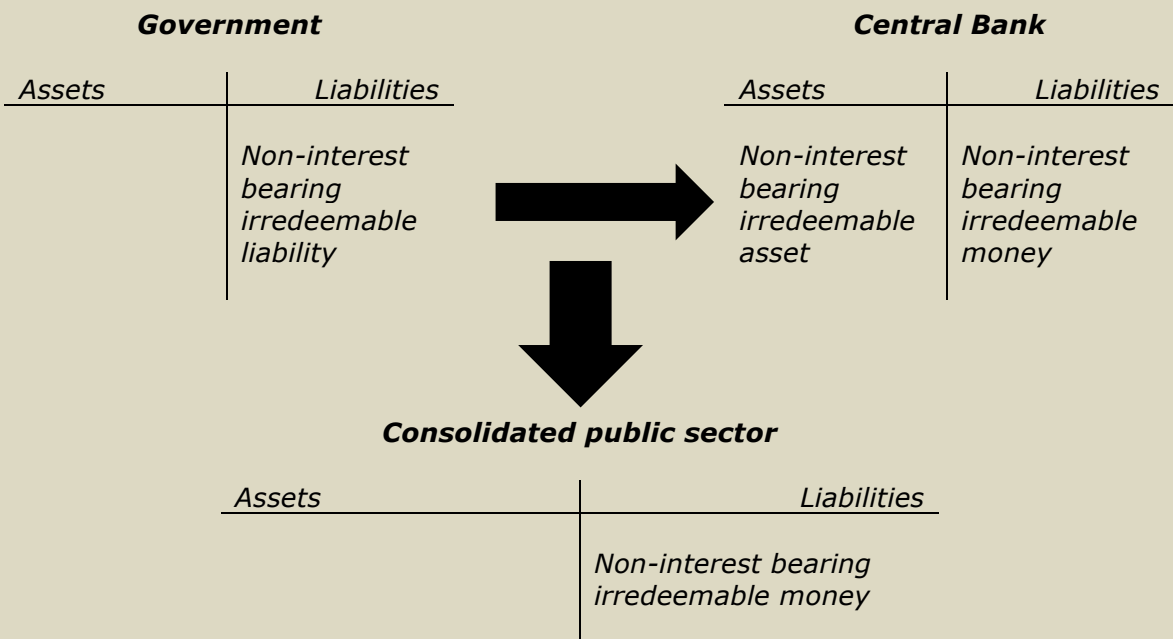 Government
Central Bank
Assets
Liabilities
Assets
Liabilities
Non-interest
bearing
irredeemable
liability
Non-interest
bearing
irredeemable
asset
Non-interest
bearing
irredeemable
money
Consolidated public sector
Assets
Liabilities
Non-interest bearing
irredeemable money